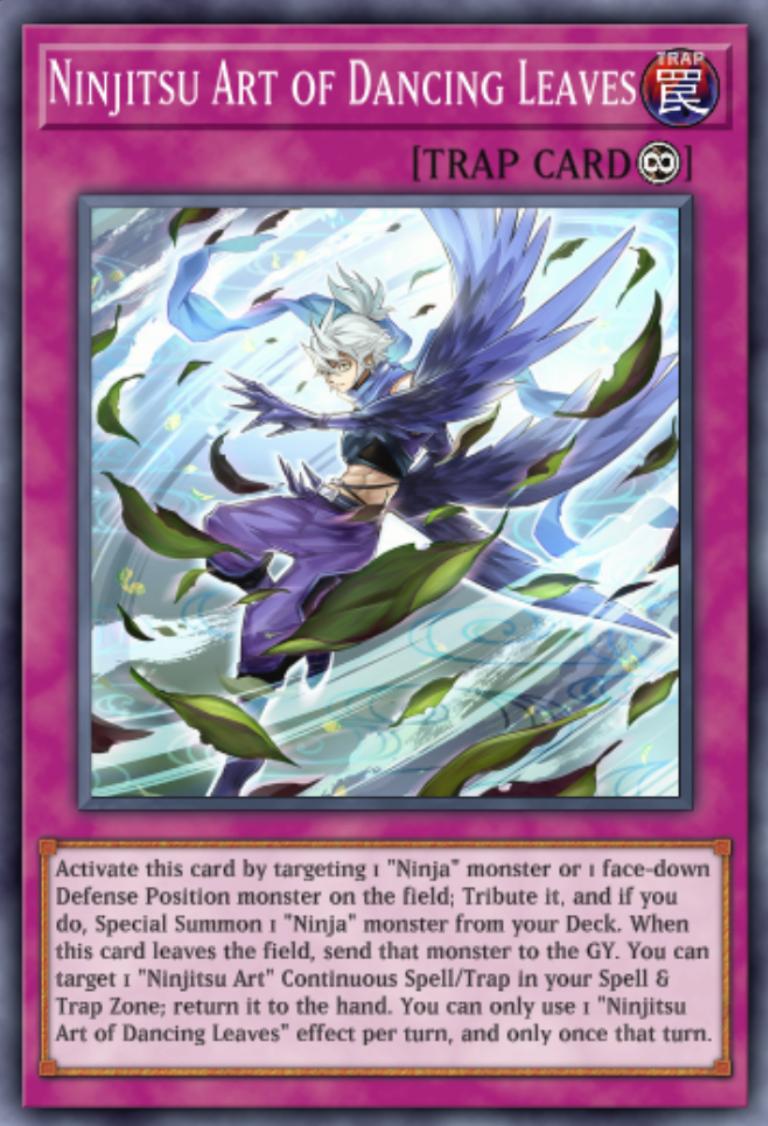 NINJITSU ART OF DANCING LEAVES
TRAP
罠
[TRAP CARD]
Activate this card by targeting 1 "Ninja" monster or 1 face-down
Defense Position monster on the field; Tribute it, and if you
do, Special Summon 1 "Ninja" monster from your Deck. When
this card leaves the field, send that monster to the GY. You can
target 1 "Ninjitsu Art" Continuous Spell/Trap in your Spell &
Trap Zone; return it to the hand. You can only use 1 "Ninjitsu
Art of Dancing Leaves" effect per turn, and only once that turn.